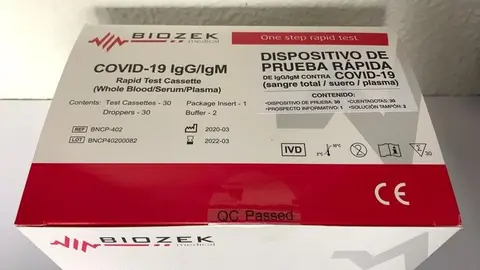 BIOZEK
medical
One step rapid test
COVID-19 IgG/IgM
Rapid Test Cassette
(Whole Blood/Serum/Plasma)
Contents: Test Cassettes - 30 Package Insert - 1
Droppers - 30 Buffer - 2
REF BNCP-402 2020-03
LOT BNCP40200082 2022-03
DISPOSITIVO DE
PRUEBA RÁPIDA
DE IgG/IgM CONTRA COVID-19
(sangre total / suero / plasma)
CONTENIDO:
•DISPOSITIVO DE PRUEBA: 30 •CUENTAGOTAS: 30
•PROSPECTO INFORMATIVO: 1 •SOLUCIÓN TAMPÓN: 2
IVD 2°C 30°C 30
CE
QC Passed
BIOZEK
medical